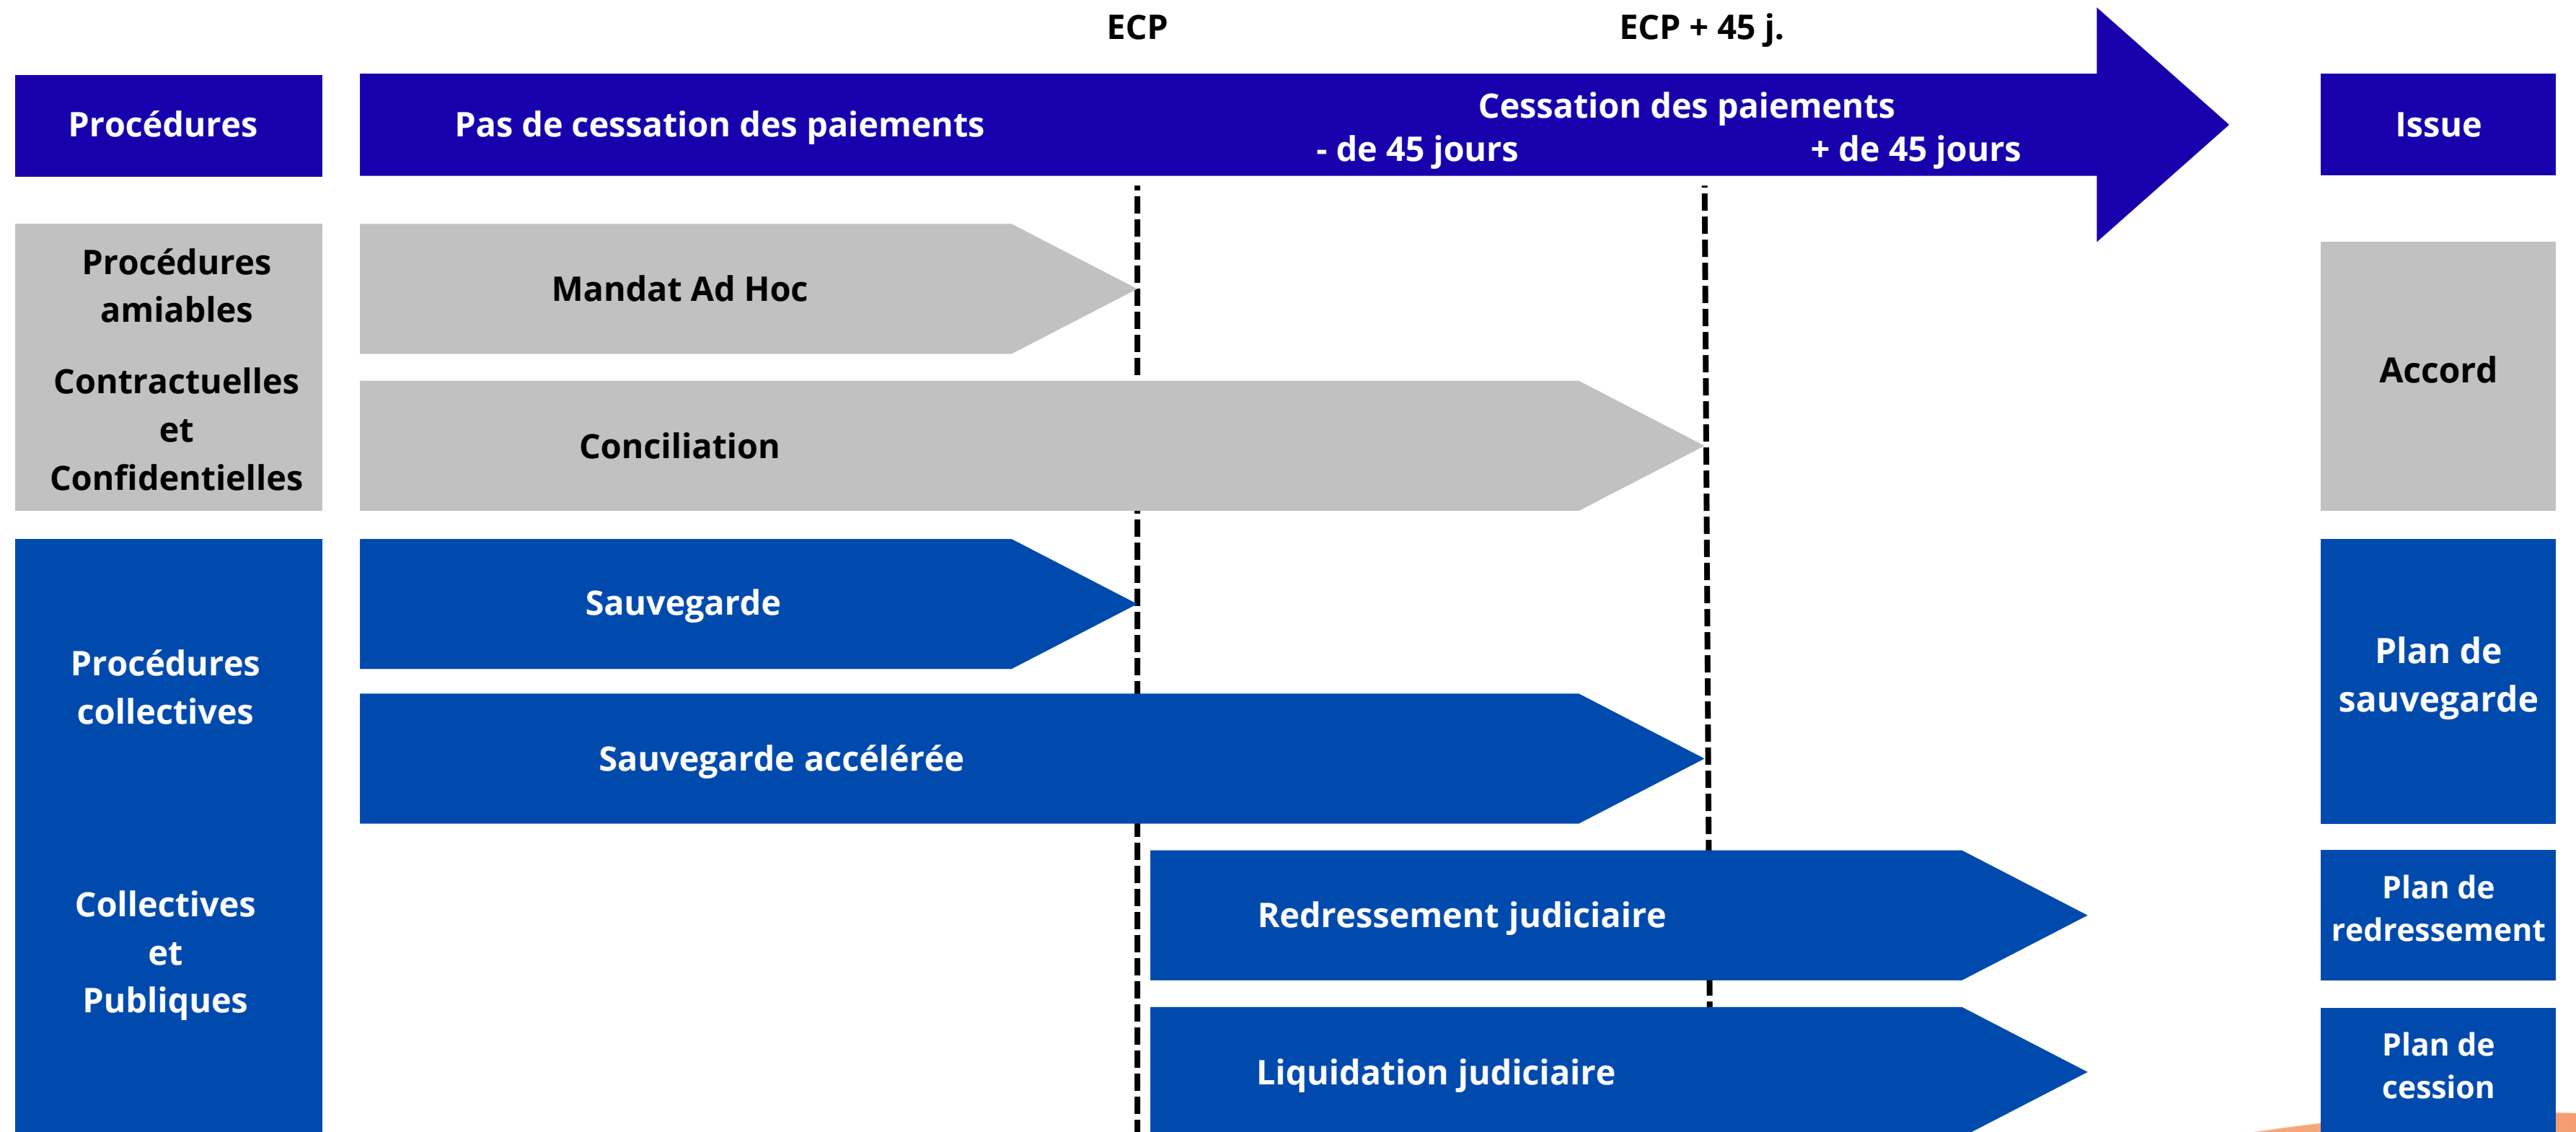 ECP
ECP + 45 j.
Procédures
Pas de cessation des paiements
Cessation des paiements
- de 45 jours
+ de 45 jours
Issue
Procédures
amiables
Contractuelles
et
Confidentielles
Mandat Ad Hoc
Conciliation
Accord
Procédures
collectives
Collectives
et
Publiques
Sauvegarde
Sauvegarde accélérée
Plan de
sauvegarde
Redressement judiciaire
Plan de
redressement
Liquidation judiciaire
Plan de
cession